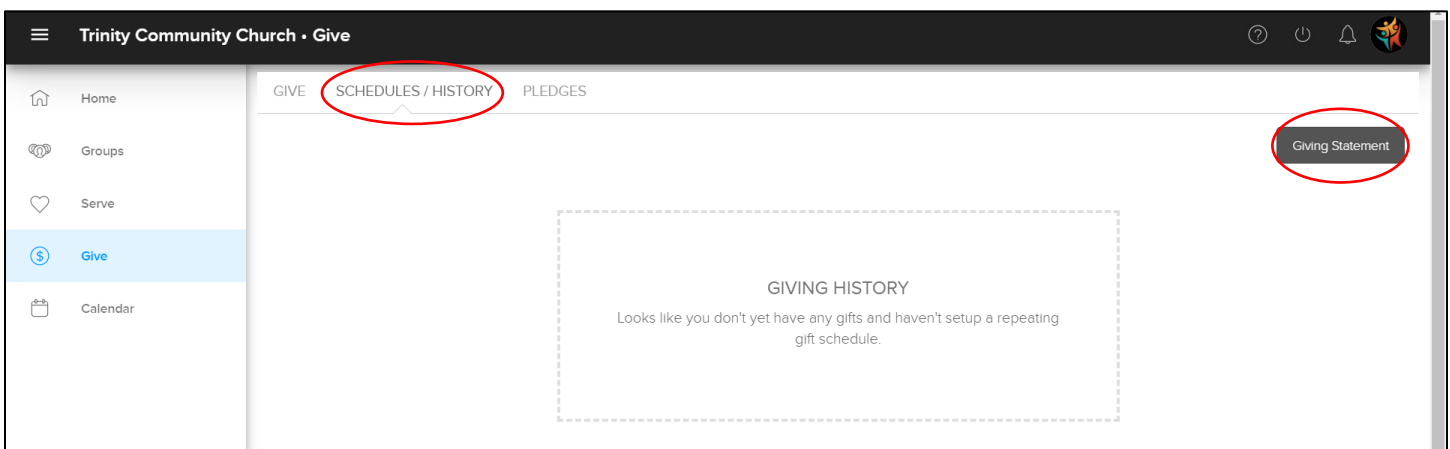 Trinity Community Church • Give
Home
Groups
Serve
Give
Calendar
GIVE SCHEDULES / HISTORY PLEDGES
Giving Statement
GIVING HISTORY
Looks like you don't yet have any gifts and haven't setup a repeating
gift schedule.